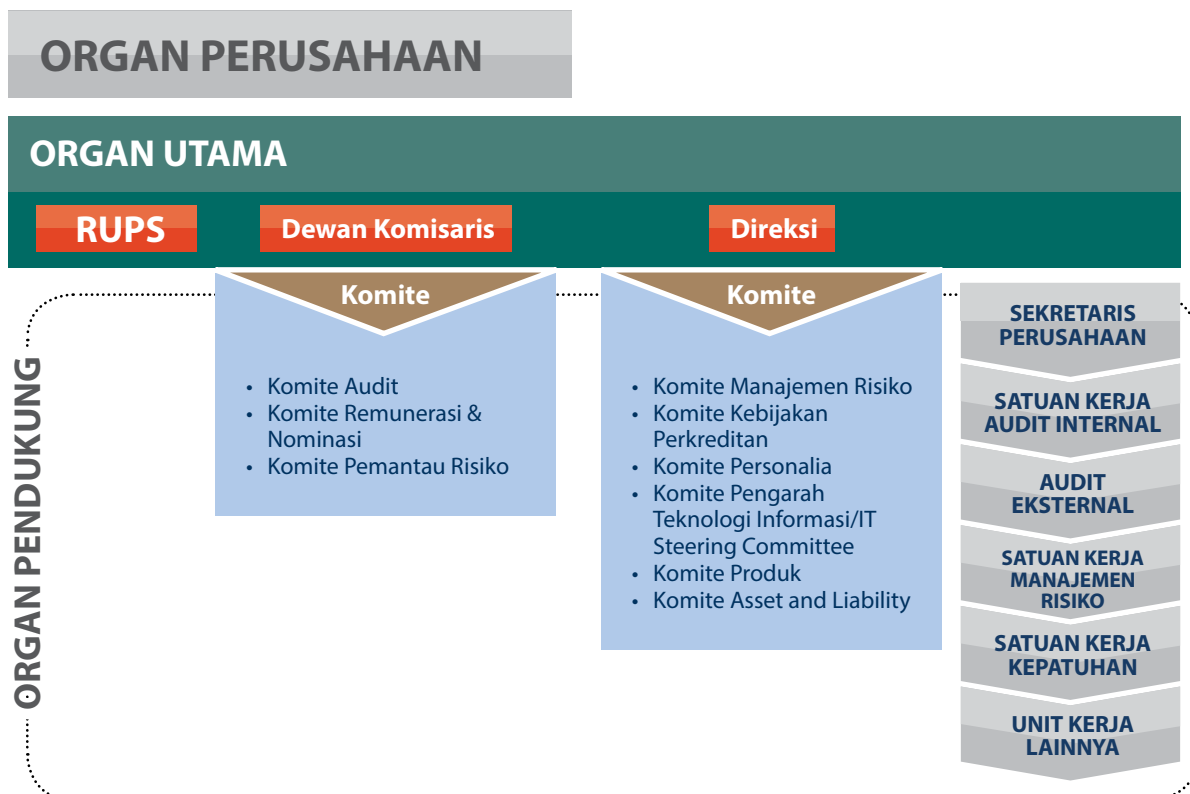 ORGAN PERUSAHAAN
ORGAN UTAMA
RUPS
Dewan Komisaris
Direksi
ORGAN PENDUKUNG
Komite
• Komite Audit
• Komite Remunerasi &
Nominasi
• Komite Pemantau Risiko
Komite
• Komite Manajemen Risiko
• Komite Kebijakan
Perkreditan
• Komite Personalia
• Komite Pengarah
Teknologi Informasi/IT
Steering Committee
• Komite Produk
• Komite Asset and Liability
SEKRETARIS
PERUSAHAAN
SATUAN KERJA
AUDIT INTERNAL
AUDIT
EKSTERNAL
SATUAN KERJA
MANAJEMEN
RISIKO
SATUAN KERJA
KEPATUHAN
UNIT KERJA
LAINNYA